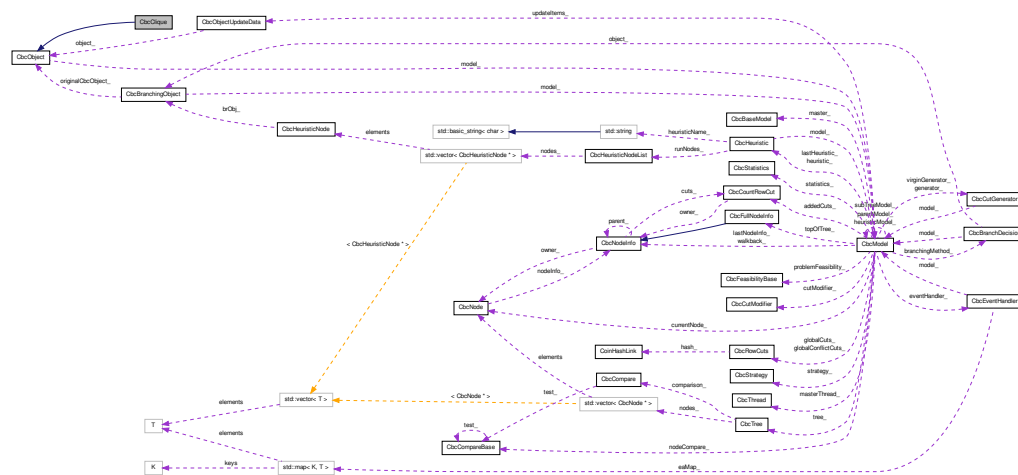 CbcClique
CbcObjectUpdateData
updateItems_
object_
object_
CbcObject
model_
originalCbcObject_
CbcBranchingObject
model_
brObj_
CbcHeuristicNode
elements
std::basic_string< char >
std::string
heuristicName_
CbcBaseModel
master_
model_
CbcHeuristic
std::vector< CbcHeuristicNode * >
nodes_
CbcHeuristicNodeList
runNodes_
lastHeuristic_
heuristic_
CbcStatistics
statistics_
virginGenerator_
generator_
CbcCutGenerator
cuts_
CbcCountRowCut
addedCuts_
subTreeModel_
parentModel_
heuristicModel_
model_
owner_
CbcFullNodeInfo
topOfTree_
parent_
CbcNodeInfo
lastNodeInfo_
walkback_
CbcModel
model_
CbcBranchDecision
branchingMethod_
< CbcHeuristicNode * >
owner_
nodeInfo_
problemFeasibility_
CbcFeasibilityBase
model_
cutModifier_
CbcCutModifier
eventHandler_
CbcEventHandler
CbcNode
currentNode_
globalCuts_
globalConflictCuts_
CoinHashLink
hash_
CbcRowCuts
elements
CbcStrategy
strategy_
CbcCompare
comparison_
test_
masterThread_
CbcThread
std::vector< T >
< CbcNode * >
std::vector< CbcNode * >
nodes_
CbcTree
tree_
elements
T
test_
CbcCompareBase
nodeCompare_
elements
K
keys
std::map< K, T >
eaMap_